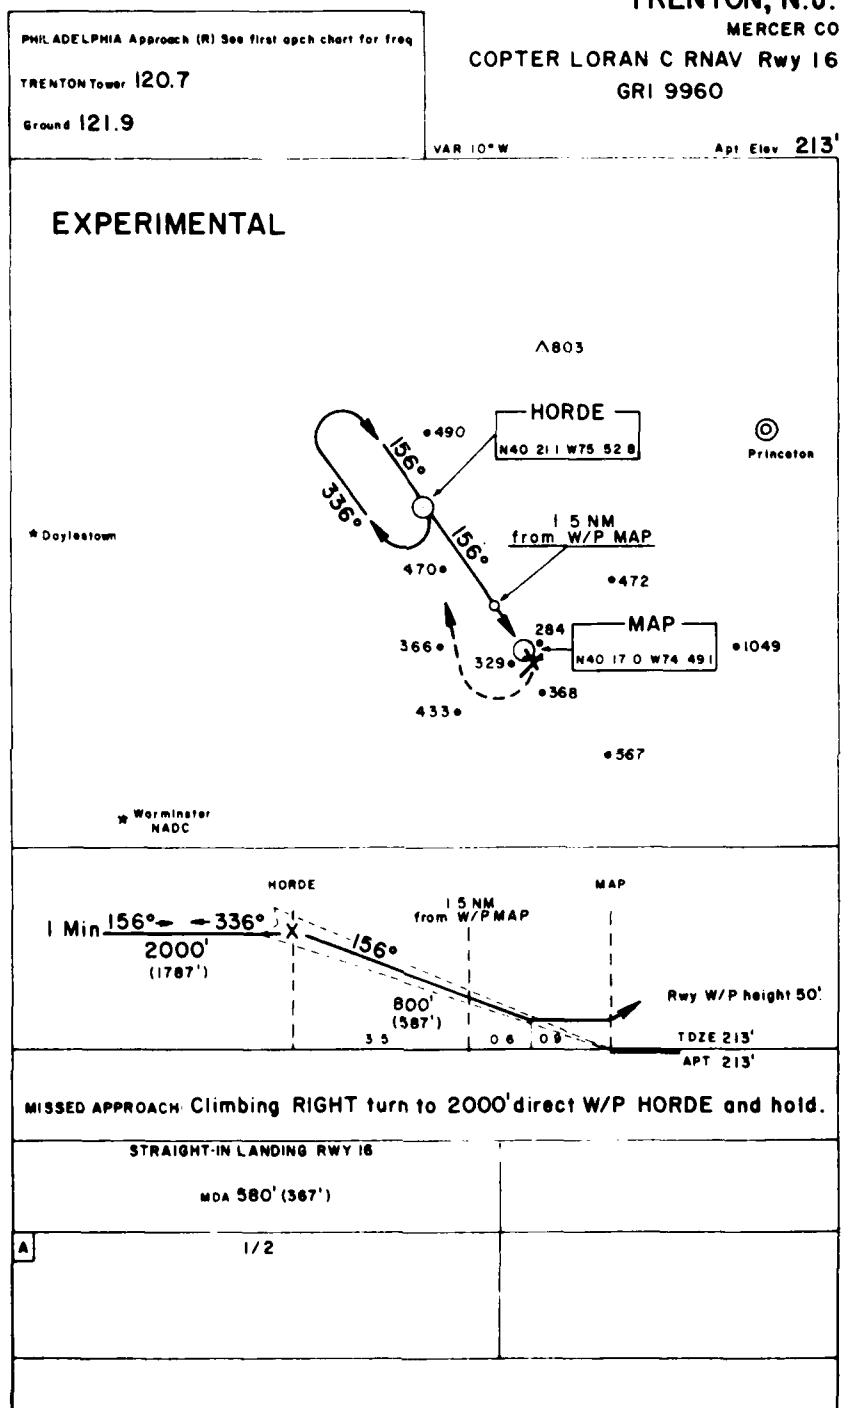 TRENTON, N.J.
MERCER CO
COPTER LORAN C RNAV Rwy 16
GRI 9960
PHILADELPHIA Approach (R) See first apch chart for freq
TRENTON Tower 120.7
Ground 121.9
VAR 10° W
Apt Elev 213'
EXPERIMENTAL
803
HORDE
N40 21 1 W75 52 8
490
156°
336°
Princeton
Doylestown
156°
1 5 NM
from W/P MAP
470
472
284
MAP
N40 17 0 W74 49 1
1049
366
329
368
433
567
Warminster
NADC
HORDE
1 5 NM
from W/P MAP
MAP
1 Min 156° 336°
2000'
(1787')
156°
800'
(587')
Rwy W/P height 50'.
3 5
0 6
0 9
TDZE 213'
APT 213'
MISSED APPROACH: Climbing RIGHT turn to 2000' direct W/P HORDE and hold.
STRAIGHT-IN LANDING RWY 16
MDA 580' (367')
A
1/2